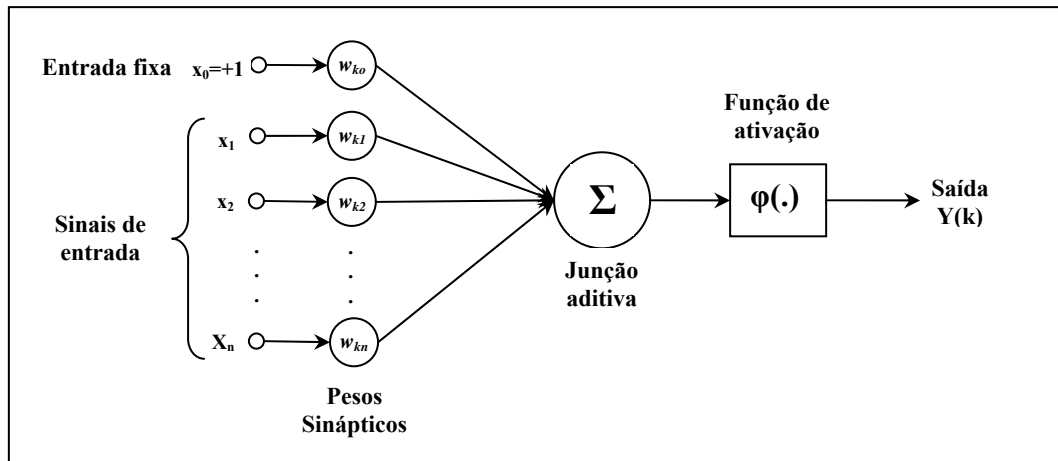 Entrada fixa x₀=+1 wₖₒ
Função de
ativação
x₁ wₖ₁
Sinais de
entrada
x₂ wₖ₂
Σ
φ(.)
Saída
Y(k)
Junção
aditiva
. .
. .
. .
Xₙ wₖₙ
Pesos
Sinápticos